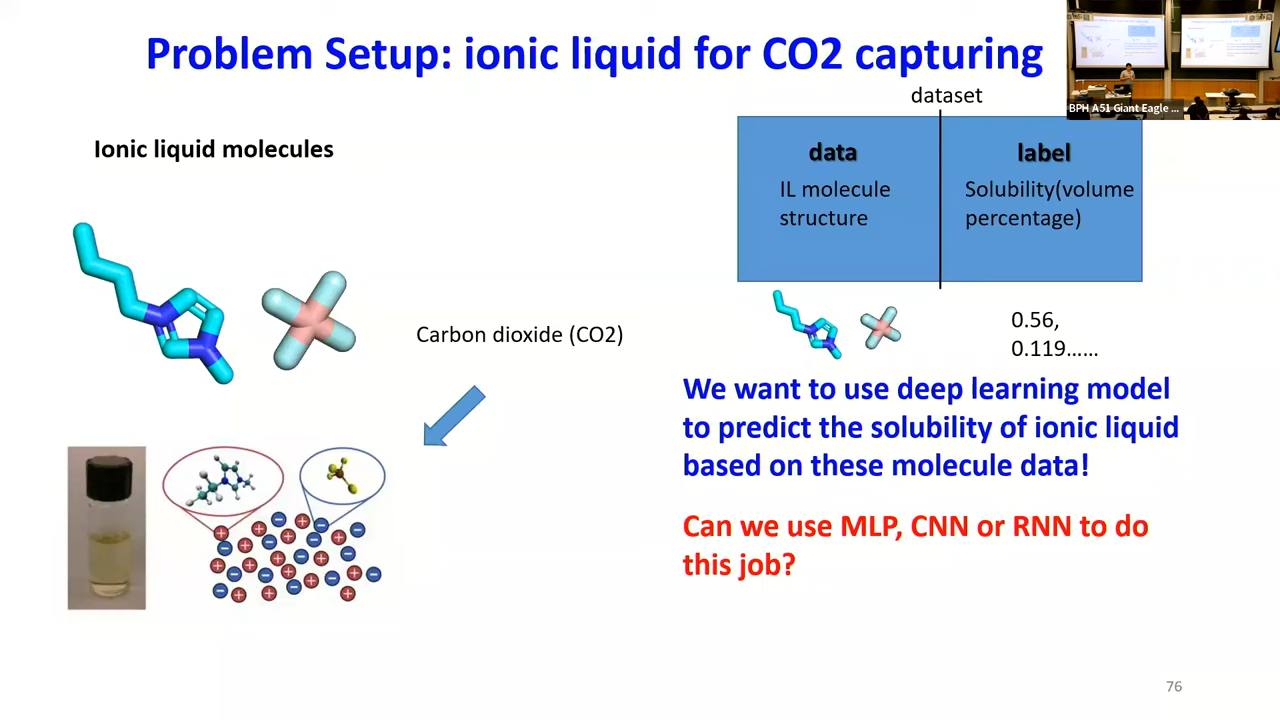 Problem Setup: ionic liquid for CO2 capturing
BPH A51 Giant Eagle ...
dataset
Ionic liquid molecules
data
label
IL molecule
structure
Solubility(volume
percentage)
Carbon dioxide (CO2)
0.56,
0.119......
We want to use deep learning model
to predict the solubility of ionic liquid
based on these molecule data!
Can we use MLP, CNN or RNN to do
this job?
76